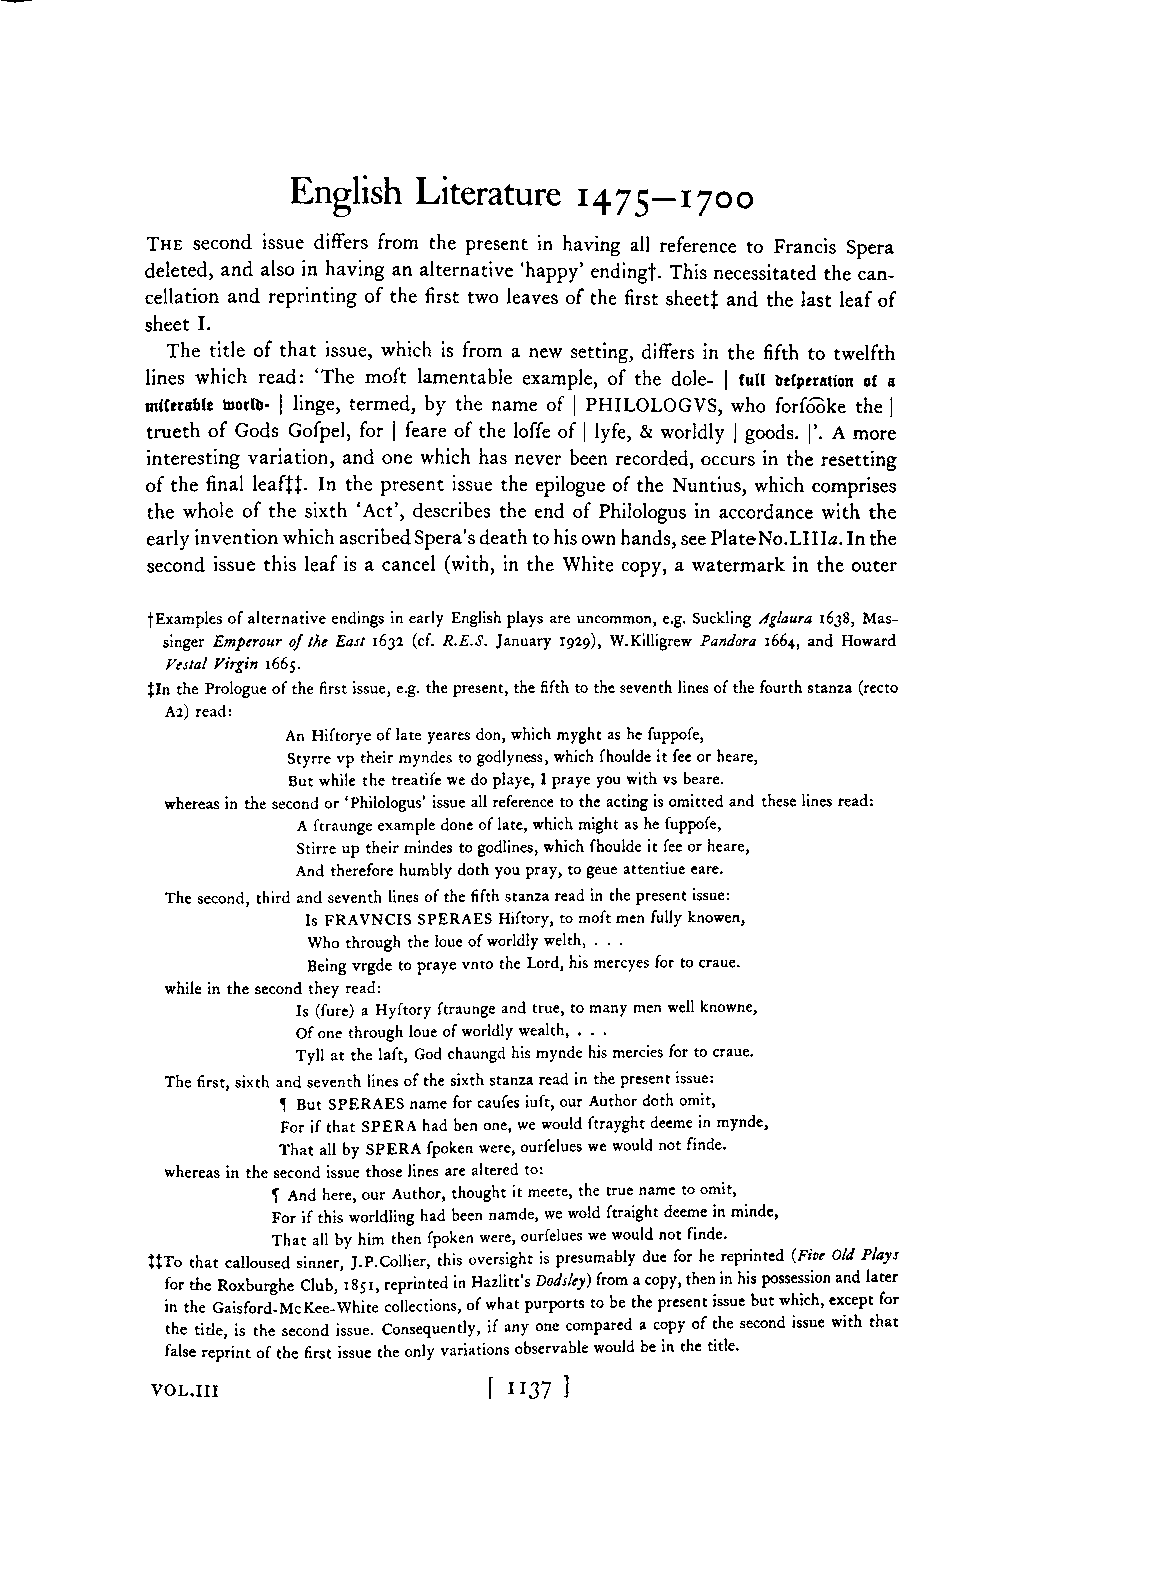 English Literature 1475—1700
THE second issue differs from the present in having all reference to Francis Spera
deleted, and also in having an alternative ‘happy’ ending†. This necessitated the can-
cellation and reprinting of the first two leaves of the first sheet‡ and the last leaf of
sheet I.
The title of that issue, which is from a new setting, differs in the fifth to twelfth
lines which read: ‘The moſt lamentable example, of the dole- | full deſperation of a
miſerable world- | linge, termed, by the name of | PHILOLOGVS, who forſo͞oke the |
trueth of Gods Goſpel, for | feare of the loſſe of | lyfe, & worldly | goods. |’. A more
interesting variation, and one which has never been recorded, occurs in the resetting
of the final leaf‡‡. In the present issue the epilogue of the Nuntius, which comprises
the whole of the sixth ‘Act’, describes the end of Philologus in accordance with the
early invention which ascribed Spera's death to his own hands, see Plate No.LIIIa. In the
second issue this leaf is a cancel (with, in the White copy, a watermark in the outer
†Examples of alternative endings in early English plays are uncommon, e.g. Suckling Aglaura 1638, Mas-
singer Emperour of the East 1632 (cf. R.E.S. January 1929), W.Killigrew Pandora 1664, and Howard
Vestal Virgin 1665.
‡In the Prologue of the first issue, e.g. the present, the fifth to the seventh lines of the fourth stanza (recto
A2) read:
An Hiſtorye of late yeares don, which myght as he ſuppoſe,
Styrre vp their myndes to godlyness, which ſhoulde it ſee or heare,
But while the treatiſe we do playe, I praye you with vs beare.
whereas in the second or ‘Philologus’ issue all reference to the acting is omitted and these lines read:
A ſtraunge example done of late, which might as he ſuppoſe,
Stirre up their mindes to godlines, which ſhoulde it ſee or heare,
And therefore humbly doth you pray, to geue attentiue eare.
The second, third and seventh lines of the fifth stanza read in the present issue:
Is FRAVNCIS SPERAES Hiſtory, to moſt men fully knowen,
Who through the loue of worldly welth, . . .
Being vrgde to praye vnto the Lord, his mercyes for to craue.
while in the second they read:
Is (ſure) a Hyſtory ſtraunge and true, to many men well knowne,
Of one through loue of worldly wealth, . . .
Tyll at the laſt, God chaungd his mynde his mercies for to craue.
The first, sixth and seventh lines of the sixth stanza read in the present issue:
¶ But SPERAES name for cauſes iuſt, our Author doth omit,
For if that SPERA had ben one, we would ſtrayght deeme in mynde,
That all by SPERA ſpoken were, ourſelues we would not finde.
whereas in the second issue those lines are altered to:
¶ And here, our Author, thought it meete, the true name to omit,
For if this worldling had been namde, we wold ſtraight deeme in minde,
That all by him then ſpoken were, ourſelues we would not finde.
‡‡To that calloused sinner, J.P.Collier, this oversight is presumably due for he reprinted (Five Old Plays
for the Roxburghe Club, 1851, reprinted in Hazlitt's Dodsley) from a copy, then in his possession and later
in the Gaisford-McKee-White collections, of what purports to be the present issue but which, except for
the title, is the second issue. Consequently, if any one compared a copy of the second issue with that
false reprint of the first issue the only variations observable would be in the title.
VOL.III [ 1137 ]